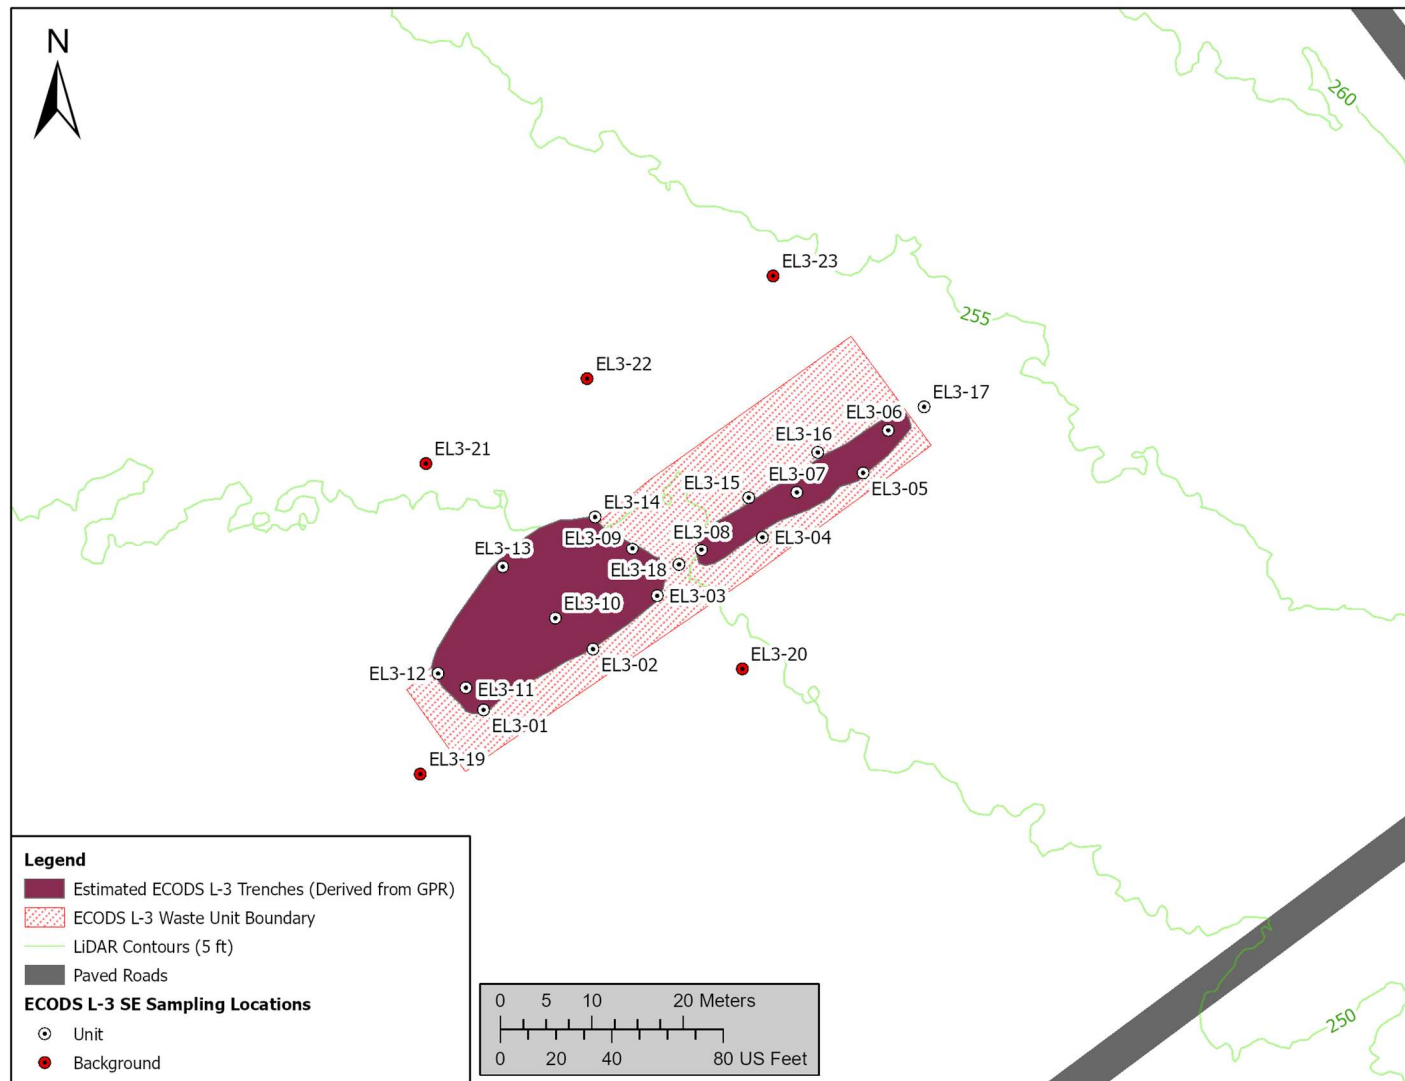 N
260
EL3-23
255
EL3-22
EL3-17
EL3-06
EL3-16
EL3-21
EL3-07
EL3-15
EL3-05
EL3-14
EL3-08
EL3-04
EL3-09
EL3-13
EL3-18
EL3-03
EL3-10
EL3-02
EL3-20
EL3-12
EL3-11
EL3-01
EL3-19
Legend
Estimated ECODS L-3 Trenches (Derived from GPR)
ECODS L-3 Waste Unit Boundary
LiDAR Contours (5 ft)
Paved Roads
ECODS L-3 SE Sampling Locations
Unit
Background
0 5 10 20 Meters
0 20 40 80 US Feet
250